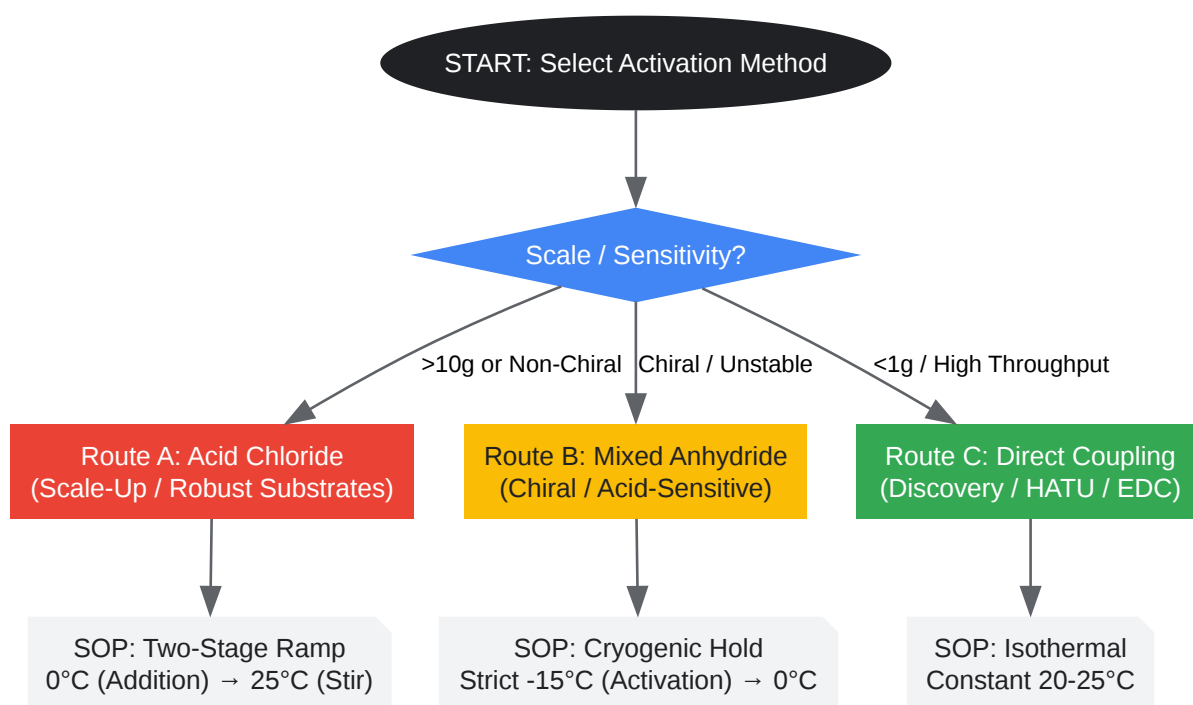 START: Select Activation Method
Scale / Sensitivity?
>10g or Non-Chiral
Chiral / Unstable
<1g / High Throughput
Route A: Acid Chloride
(Scale-Up / Robust Substrates)
Route B: Mixed Anhydride
(Chiral / Acid-Sensitive)
Route C: Direct Coupling
(Discovery / HATU / EDC)
SOP: Two-Stage Ramp
0°C (Addition) → 25°C (Stir)
SOP: Cryogenic Hold
Strict -15°C (Activation) → 0°C
SOP: Isothermal
Constant 20-25°C